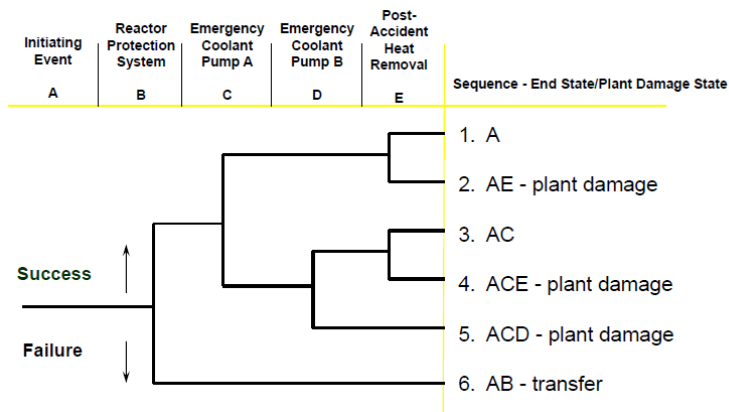 Initiating
Event
A
Reactor
Protection
System
B
Emergency
Coolant
Pump A
C
Emergency
Coolant
Pump B
D
Post-
Accident
Heat
Removal
E
Sequence - End State/Plant Damage State
1. A
2. AE - plant damage
3. AC
4. ACE - plant damage
5. ACD - plant damage
6. AB - transfer
Success
Failure